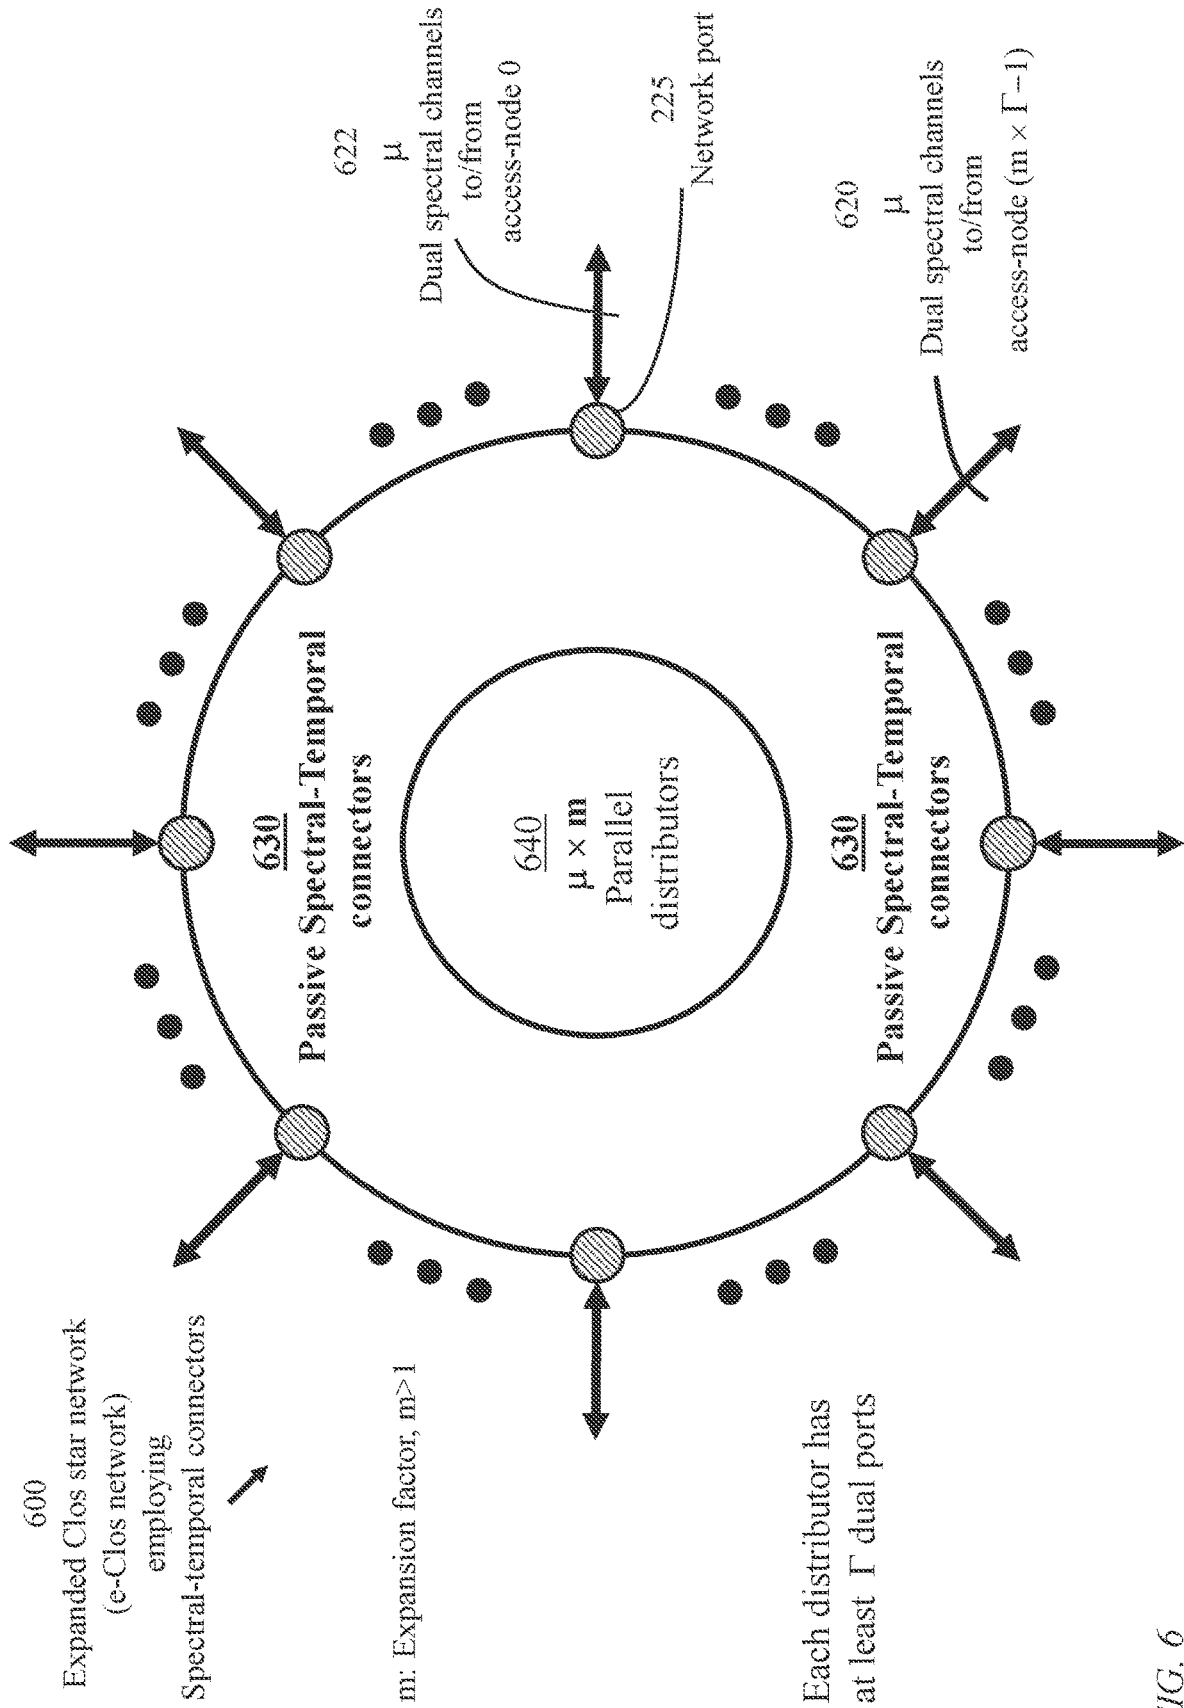 600
Expanded Clos star network
(e-Clos network)
employing
Spectral-temporal connectors
m: Expansion factor, m>1
Each distributor has
at least Γ dual ports
630
Passive Spectral-Temporal
connectors
640
μ × m
Parallel
distributors
630
Passive Spectral-Temporal
connectors
622
μ
Dual spectral channels
to/from
access-node 0
225
Network port
620
μ
Dual spectral channels
to/from
access-node (m × Γ−1)
IG. 6